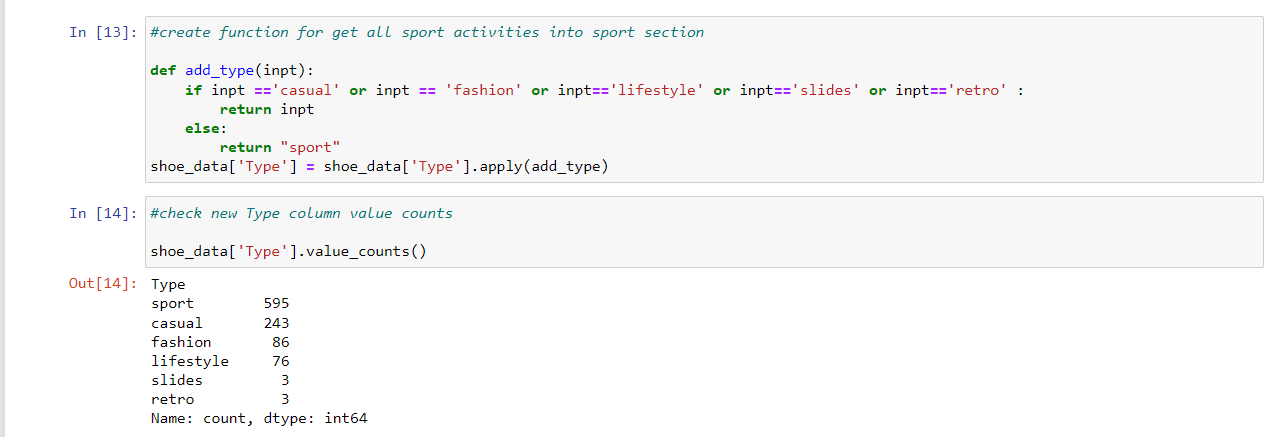 In [13]: #create function for get all sport activities into sport section
def add_type(inpt):
if inpt =='casual' or inpt == 'fashion' or inpt=='lifestyle' or inpt=='slides' or inpt=='retro' :
return inpt
else:
return "sport"
shoe_data['Type'] = shoe_data['Type'].apply(add_type)
In [14]: #check new Type column value counts
shoe_data['Type'].value_counts()
Out[14]: Type
sport 595
casual 243
fashion 86
lifestyle 76
slides 3
retro 3
Name: count, dtype: int64